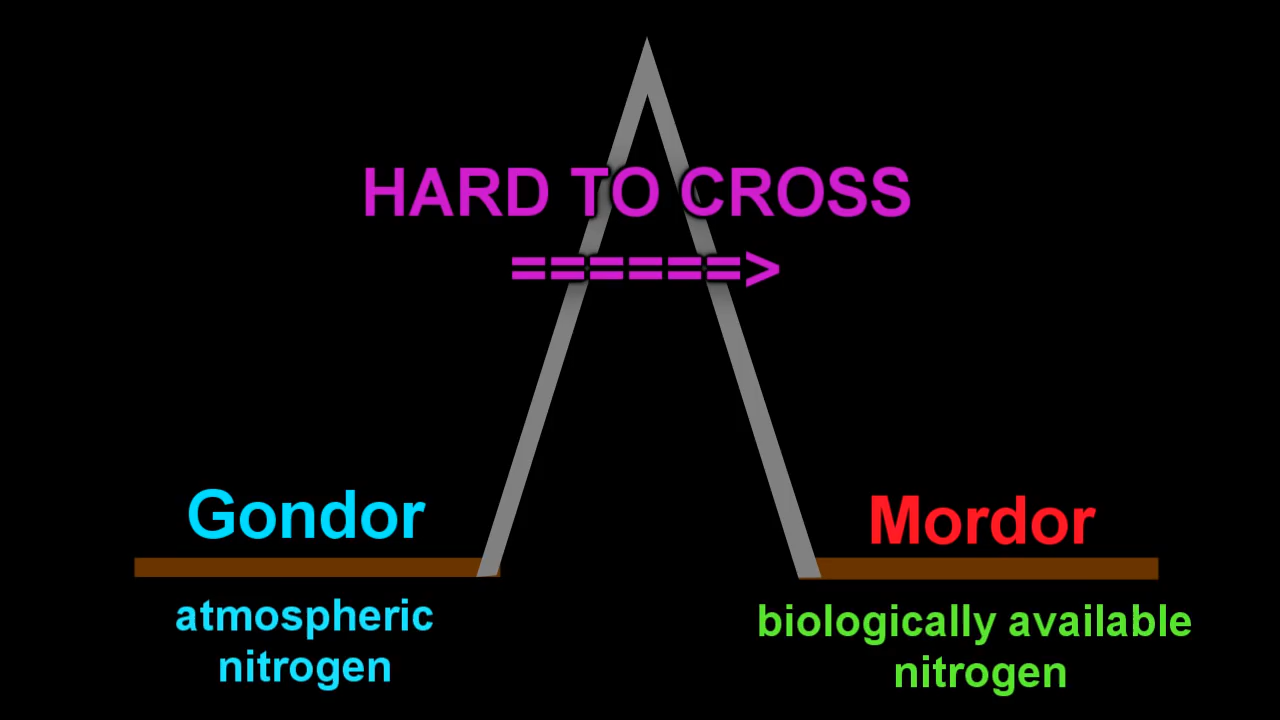 HARD TO CROSS
======>
Gondor
Mordor
atmospheric
nitrogen
biologically available
nitrogen